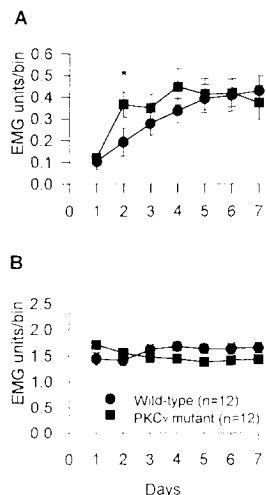 A
EMG units/bin
0.6
0.5
0.4
0.3
0.2
0.1
0.0
*
0 1 2 3 4 5 6 7
B
EMG units/bin
2.5
2.0
1.5
1.0
0.5
0.0
Wild-type (n=12)
PKCγ mutant (n=12)
0 1 2 3 4 5 6 7
Days